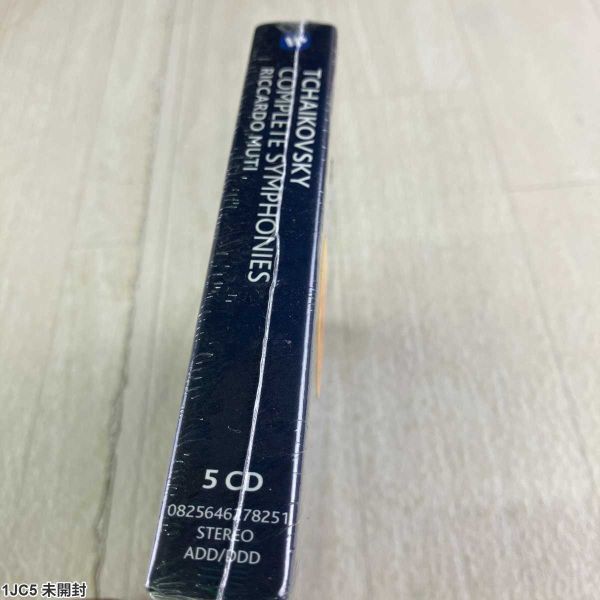 TCHAIKOVSKY
COMPLETE SYMPHONIES
RICCARDO MUTI
5 CD
0825646278251
STEREO
ADD/DDD
1JC5 未開封